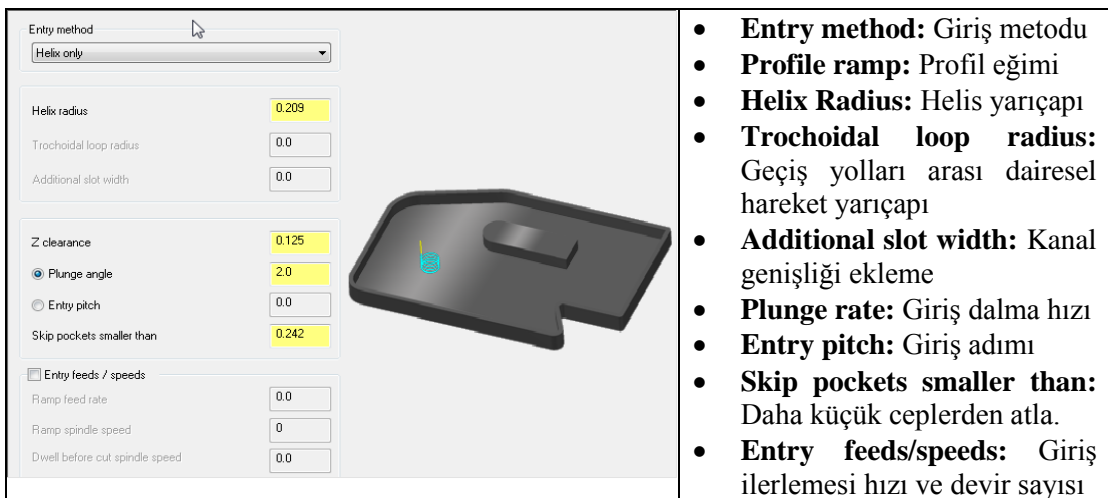 Entry method
Helix only
Helix radius 0.209
Trochoidal loop radius 0.0
Additional slot width 0.0
Z clearance 0.125
Plunge angle 2.0
Entry pitch 0.0
Skip pockets smaller than 0.242
Entry feeds / speeds
Ramp feed rate 0.0
Ramp spindle speed 0
Dwell before cut spindle speed 0.0
• Entry method: Giriş metodu
• Profile ramp: Profil eğimi
• Helix Radius: Helis yarıçapı
• Trochoidal loop radius:
Geçiş yolları arası dairesel
hareket yarıçapı
• Additional slot width: Kanal
genişliği ekleme
• Plunge rate: Giriş dalma hızı
• Entry pitch: Giriş adımı
• Skip pockets smaller than:
Daha küçük ceplerden atla.
• Entry feeds/speeds: Giriş
ilerlemesi hızı ve devir sayısı